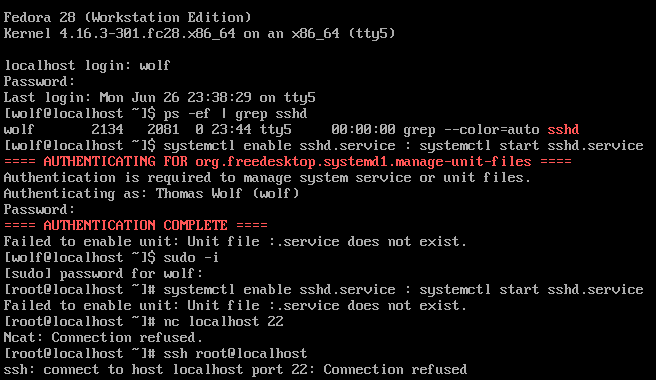 Fedora 28 (Workstation Edition)
Kernel 4.16.3-301.fc28.x86_64 on an x86_64 (tty5)
localhost login: wolf
Password:
Last login: Mon Jun 26 23:38:29 on tty5
[wolf@localhost ~]$ ps -ef | grep sshd
wolf      2134  2081  0 23:44 tty5     00:00:00 grep --color=auto sshd
[wolf@localhost ~]$ systemctl enable sshd.service : systemctl start sshd.service
==== AUTHENTICATING FOR org.freedesktop.systemd1.manage-unit-files ====
Authentication is required to manage system service or unit files.
Authenticating as: Thomas Wolf (wolf)
Password:
==== AUTHENTICATION COMPLETE ====
Failed to enable unit: Unit file :.service does not exist.
[wolf@localhost ~]$ sudo -i
[sudo] password for wolf:
[root@localhost ~]# systemctl enable sshd.service : systemctl start sshd.service
Failed to enable unit: Unit file :.service does not exist.
[root@localhost ~]# nc localhost 22
Ncat: Connection refused.
[root@localhost ~]# ssh root@localhost
ssh: connect to host localhost port 22: Connection refused